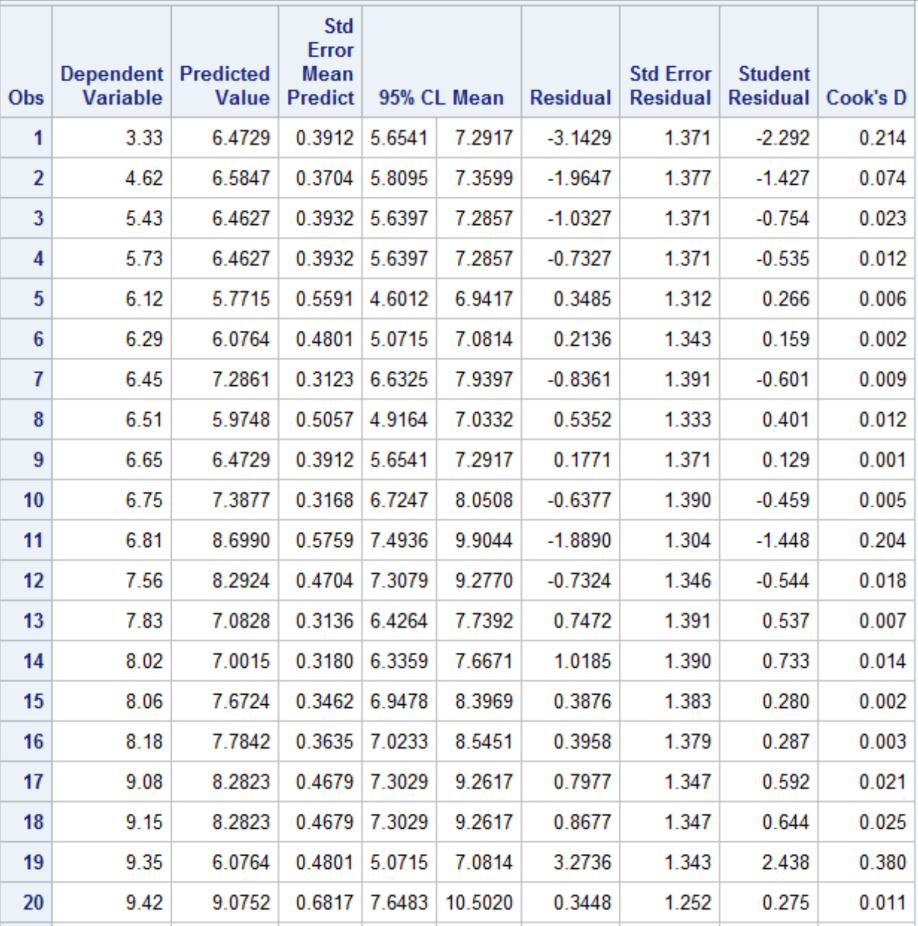 Obs Dependent Variable Predicted Value Std Error Mean Predict 95% CL Mean Residual Std Error Residual Student Residual Cook's D
1 3.33 6.4729 0.3912 5.6541 7.2917 -3.1429 1.371 -2.292 0.214
2 4.62 6.5847 0.3704 5.8095 7.3599 -1.9647 1.377 -1.427 0.074
3 5.43 6.4627 0.3932 5.6397 7.2857 -1.0327 1.371 -0.754 0.023
4 5.73 6.4627 0.3932 5.6397 7.2857 -0.7327 1.371 -0.535 0.012
5 6.12 5.7715 0.5591 4.6012 6.9417 0.3485 1.312 0.266 0.006
6 6.29 6.0764 0.4801 5.0715 7.0814 0.2136 1.343 0.159 0.002
7 6.45 7.2861 0.3123 6.6325 7.9397 -0.8361 1.391 -0.601 0.009
8 6.51 5.9748 0.5057 4.9164 7.0332 0.5352 1.333 0.401 0.012
9 6.65 6.4729 0.3912 5.6541 7.2917 0.1771 1.371 0.129 0.001
10 6.75 7.3877 0.3168 6.7247 8.0508 -0.6377 1.390 -0.459 0.005
11 6.81 8.6990 0.5759 7.4936 9.9044 -1.8890 1.304 -1.448 0.204
12 7.56 8.2924 0.4704 7.3079 9.2770 -0.7324 1.346 -0.544 0.018
13 7.83 7.0828 0.3136 6.4264 7.7392 0.7472 1.391 0.537 0.007
14 8.02 7.0015 0.3180 6.3359 7.6671 1.0185 1.390 0.733 0.014
15 8.06 7.6724 0.3462 6.9478 8.3969 0.3876 1.383 0.280 0.002
16 8.18 7.7842 0.3635 7.0233 8.5451 0.3958 1.379 0.287 0.003
17 9.08 8.2823 0.4679 7.3029 9.2617 0.7977 1.347 0.592 0.021
18 9.15 8.2823 0.4679 7.3029 9.2617 0.8677 1.347 0.644 0.025
19 9.35 6.0764 0.4801 5.0715 7.0814 3.2736 1.343 2.438 0.380
20 9.42 9.0752 0.6817 7.6483 10.5020 0.3448 1.252 0.275 0.011